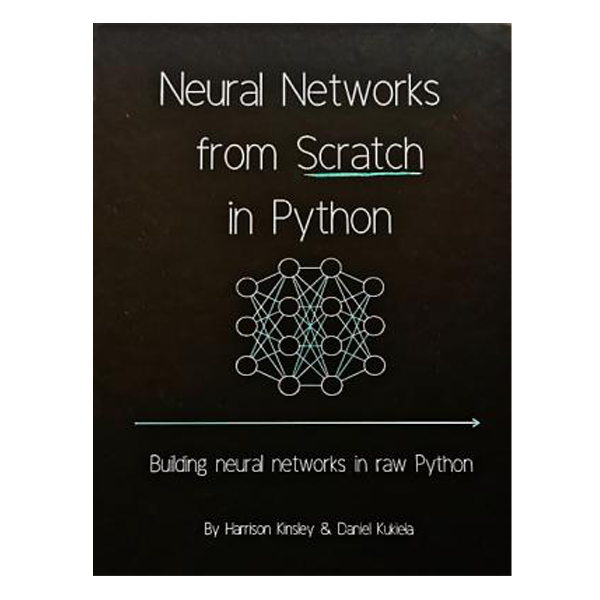 Neural Networks
from Scratch
in Python
Building neural networks in raw Python
By Harrison Kinsley & Daniel Kukiela